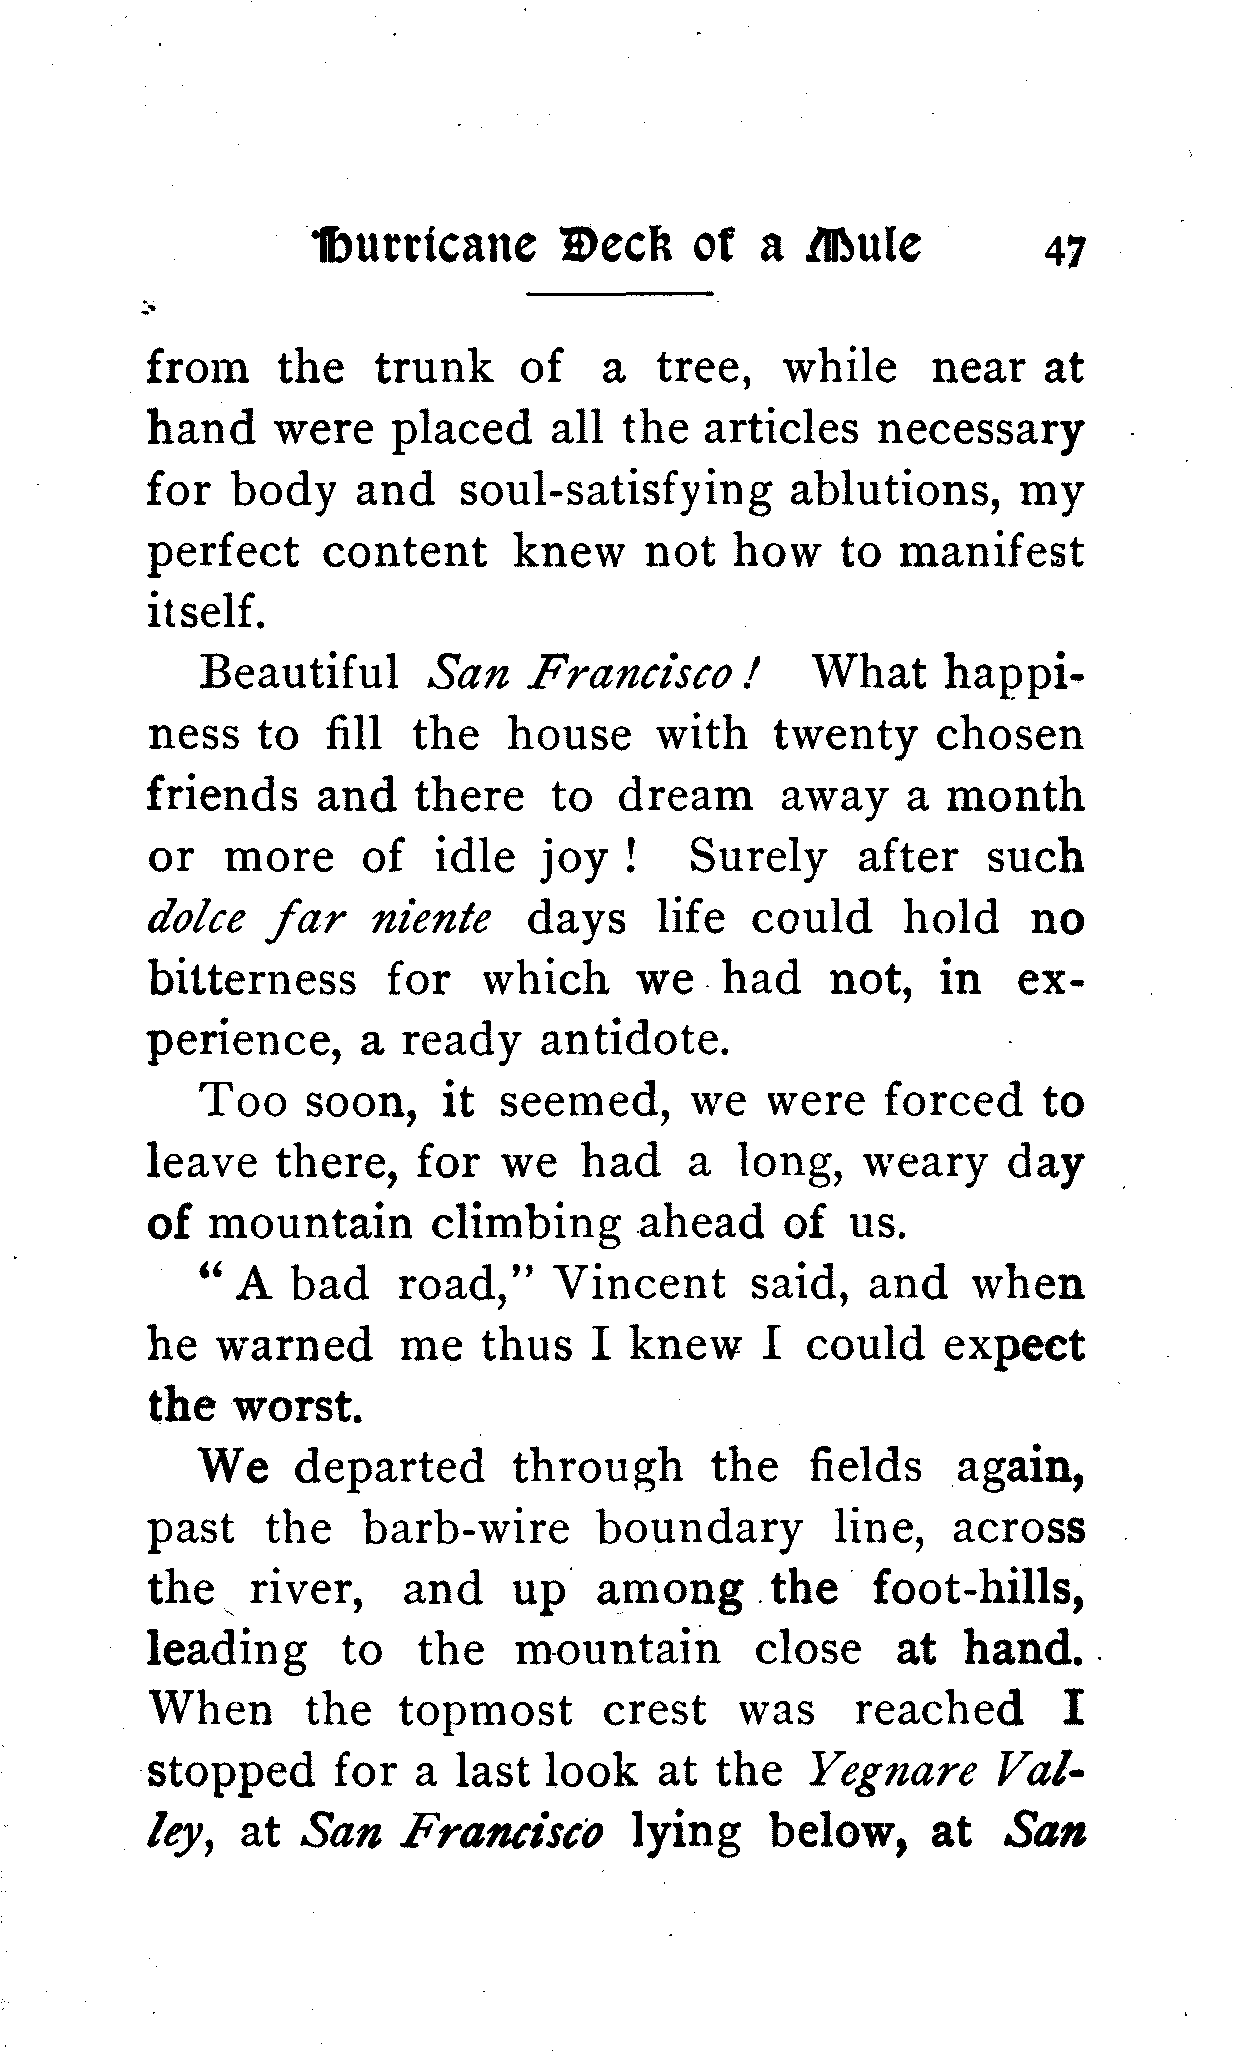 Hurricane Deck of a Mule 47
from the trunk of a tree, while near at
hand were placed all the articles necessary
for body and soul-satisfying ablutions, my
perfect content knew not how to manifest
itself.
Beautiful San Francisco! What happi-
ness to fill the house with twenty chosen
friends and there to dream away a month
or more of idle joy! Surely after such
dolce far niente days life could hold no
bitterness for which we had not, in ex-
perience, a ready antidote.
Too soon, it seemed, we were forced to
leave there, for we had a long, weary day
of mountain climbing ahead of us.
"A bad road," Vincent said, and when
he warned me thus I knew I could expect
the worst.
We departed through the fields again,
past the barb-wire boundary line, across
the river, and up among the foot-hills,
leading to the mountain close at hand.
When the topmost crest was reached I
stopped for a last look at the Yegnare Val-
ley, at San Francisco lying below, at San